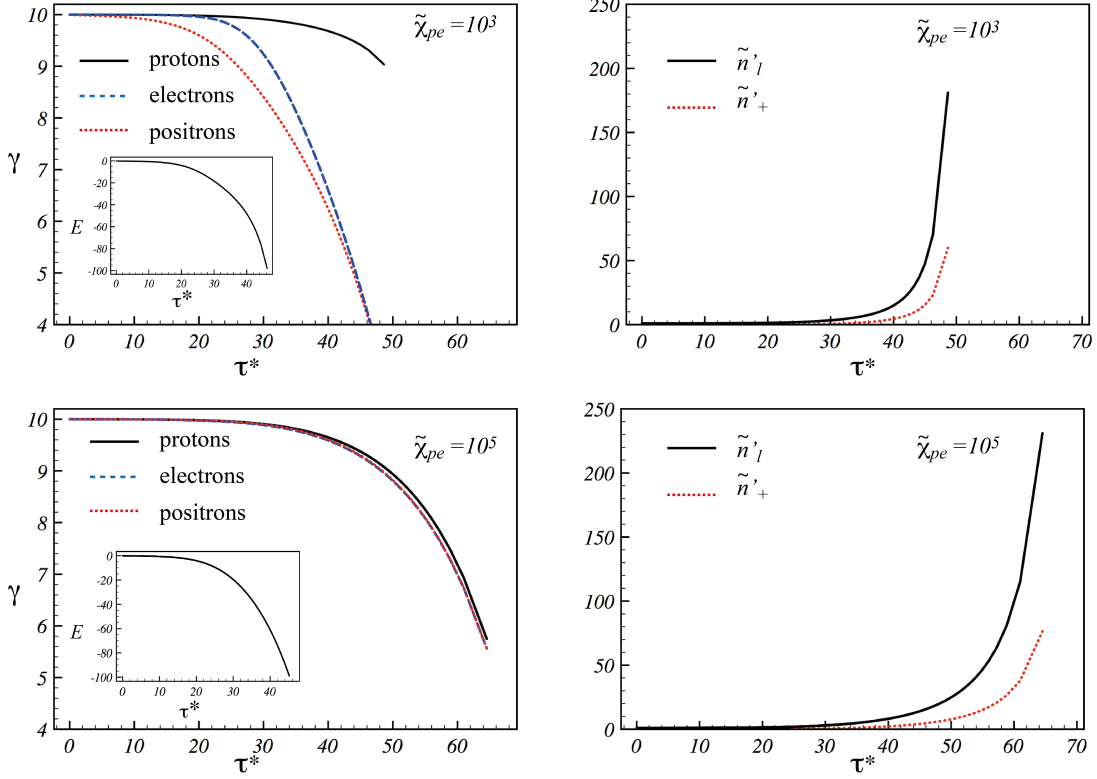 γ
10
9
8
7
6
5
4
χ̃pe =10³
protons
electrons
positrons
E
0
-20
-40
-60
-80
-100
0 10 20 30 40
τ*
0 10 20 30 40 50 60
τ*
250
200
150
100
50
0
χ̃pe =10³
ñ'l
ñ'+
0 10 20 30 40 50 60 70
τ*
γ
10
9
8
7
6
5
4
χ̃pe =10⁵
protons
electrons
positrons
E
0
-20
-40
-60
-80
-100
0 10 20 30 40
τ*
0 10 20 30 40 50 60
τ*
250
200
150
100
50
0
χ̃pe =10⁵
ñ'l
ñ'+
0 10 20 30 40 50 60 70
τ*